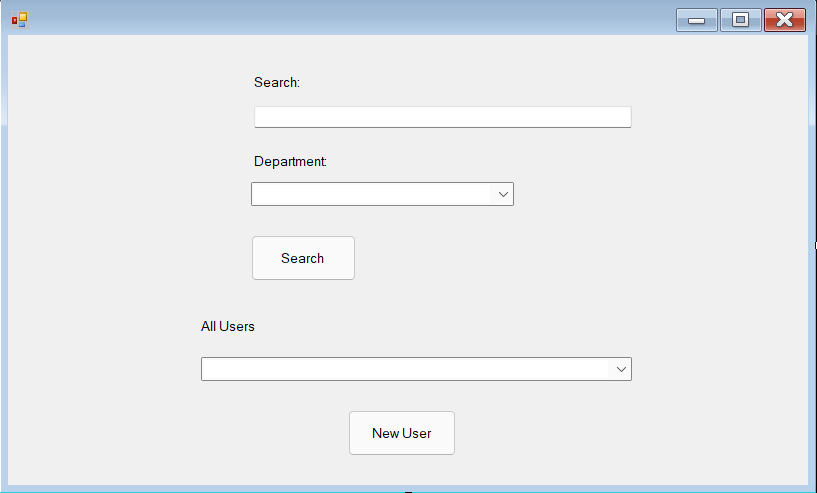 Search:
Department:
Search
All Users
New User